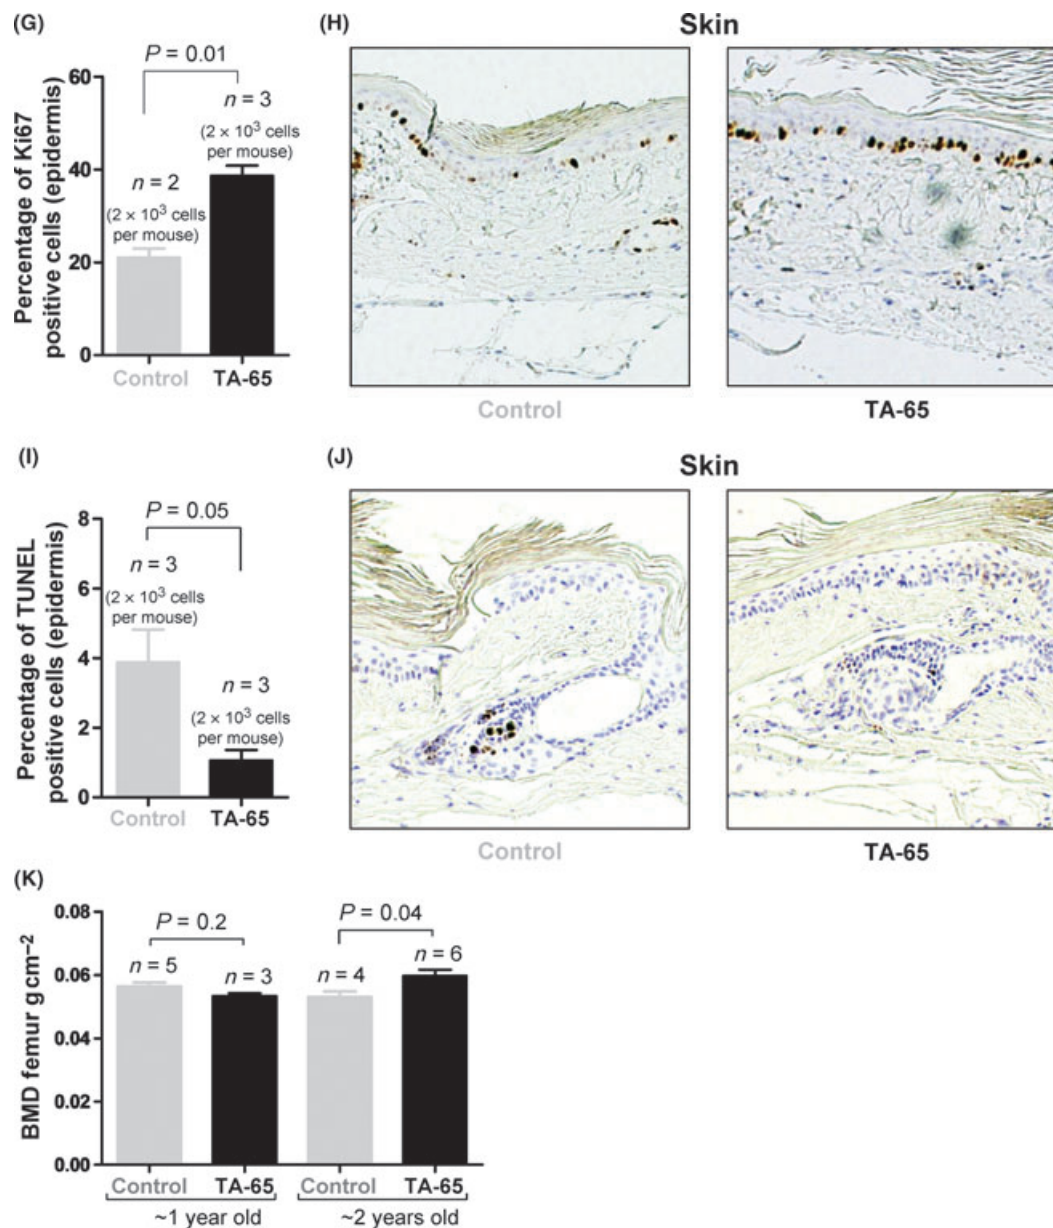 (G)
P = 0.01
Percentage of Ki67
positive cells (epidermis)
60
40
20
0
n = 2
(2 × 10³ cells
per mouse)
n = 3
(2 × 10³ cells
per mouse)
Control
TA-65
(H)
Skin
Control
TA-65
(I)
P = 0.05
Percentage of TUNEL
positive cells (epidermis)
8
6
4
2
0
n = 3
(2 × 10³ cells
per mouse)
n = 3
(2 × 10³ cells
per mouse)
Control
TA-65
(J)
Skin
Control
TA-65
(K)
BMD femur gcm⁻²
0.08
0.06
0.04
0.02
0.00
P = 0.2
P = 0.04
n = 5
n = 3
n = 4
n = 6
Control
TA-65
Control
TA-65
~1 year old
~2 years old